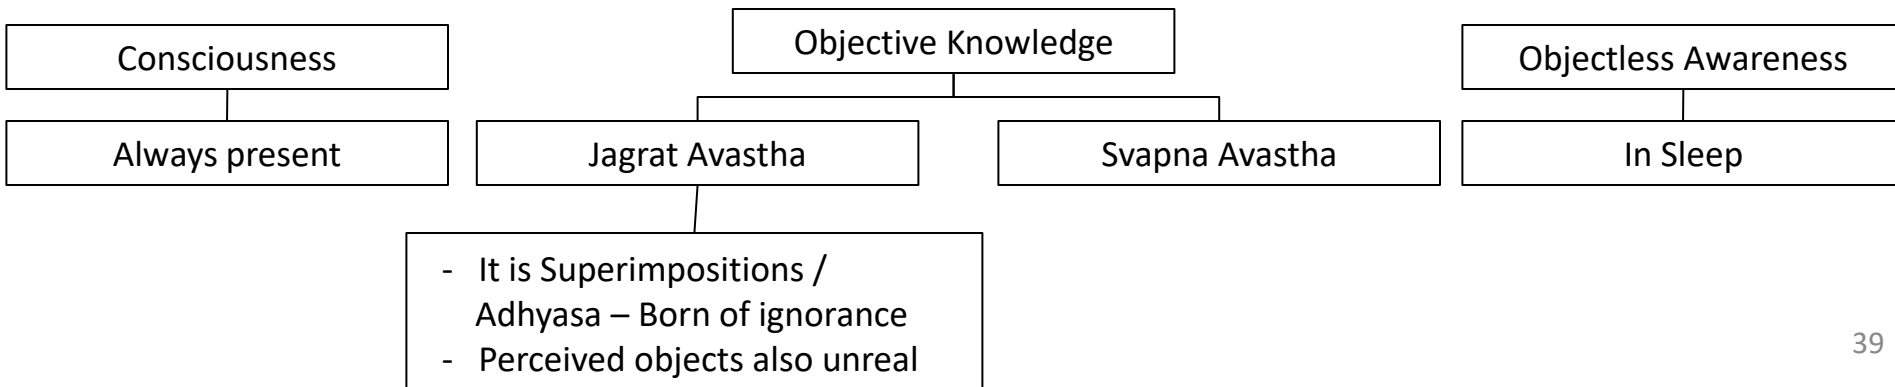 Consciousness
Objective Knowledge
Objectless Awareness
Always present
Jagrat Avastha
Svapna Avastha
In Sleep
- It is Superimpositions /
Adhyasa – Born of ignorance
- Perceived objects also unreal
39